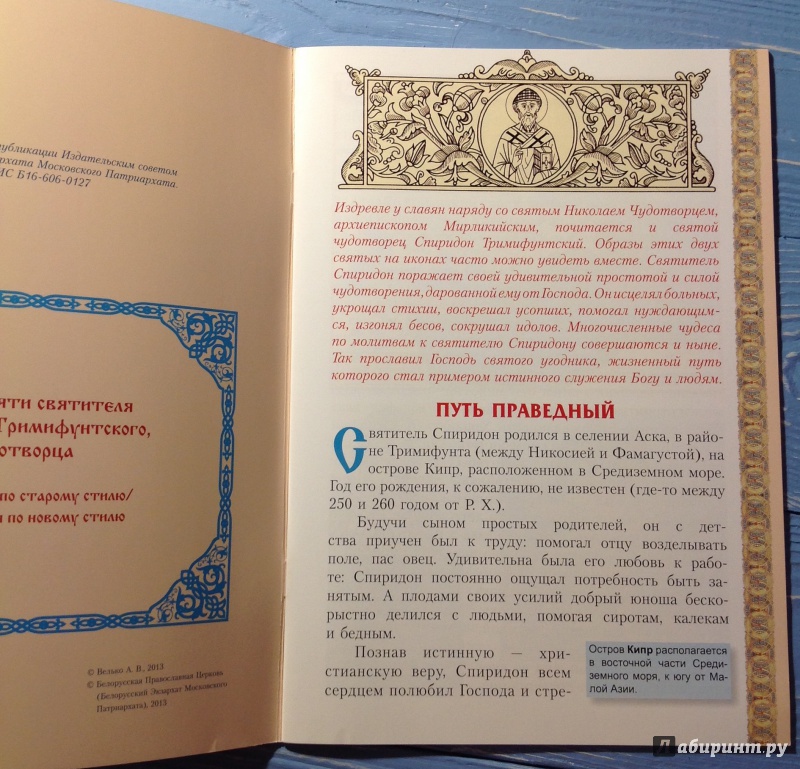 публикации Издательским советом
рхата Московского Патриархата.
ИС Б16-606-0127
яти святителя
Тримифунтского,
отворца
по старому стилю/
по новому стилю
© Велько А. В., 2013
© Белорусская Православная Церковь
(Белорусский Экзархат Московского
Патриархата), 2013
Издревле у славян наряду со святым Николаем Чудотворцем,
архиепископом Мирликийским, почитается и святой
чудотворец Спиридон Тримифунтский. Образы этих двух
святых на иконах часто можно увидеть вместе. Святитель
Спиридон поражает своей удивительной простотой и силой
чудотворения, дарованной ему от Господа. Он исцелял больных,
укрощал стихии, воскрешал усопших, помогал нуждающим-
ся, изгонял бесов, сокрушал идолов. Многочисленные чудеса
по молитвам к святителю Спиридону совершаются и ныне.
Так прославил Господь святого угодника, жизненный путь
которого стал примером истинного служения Богу и людям.
ПУТЬ ПРАВЕДНЫЙ
Святитель Спиридон родился в селении Аска, в райо-
не Тримифунта (между Никосией и Фамагустой), на
острове Кипр, расположенном в Средиземном море.
Год его рождения, к сожалению, не известен (где-то между
250 и 260 годом от Р. Х.).
Будучи сыном простых родителей, он с дет-
ства приучен был к труду: помогал отцу возделывать
поле, пас овец. Удивительна была его любовь к рабо-
те: Спиридон постоянно ощущал потребность быть за-
нятым. А плодами своих усилий добрый юноша беско-
рыстно делился с людьми, помогая сиротам, калекам
и бедным.
Познав истинную — хри-
стианскую веру, Спиридон всем
сердцем полюбил Господа и стре-
Остров Кипр располагается
в восточной части Среди-
земного моря, к югу от Ма-
лой Азии.
Лабиринт.ру